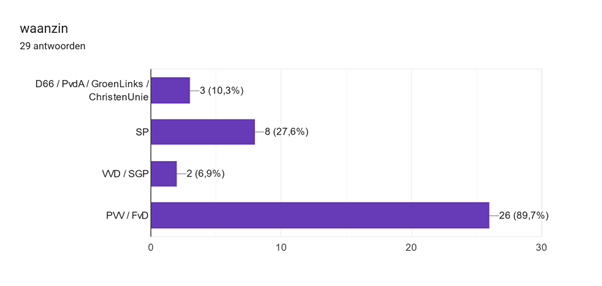 waanzin
29 antwoorden
D66 / PvdA / GroenLinks /
ChristenUnie
3 (10,3%)
SP
8 (27,6%)
VVD / SGP
2 (6,9%)
PVV / FvD
26 (89,7%)
0
10
20
30